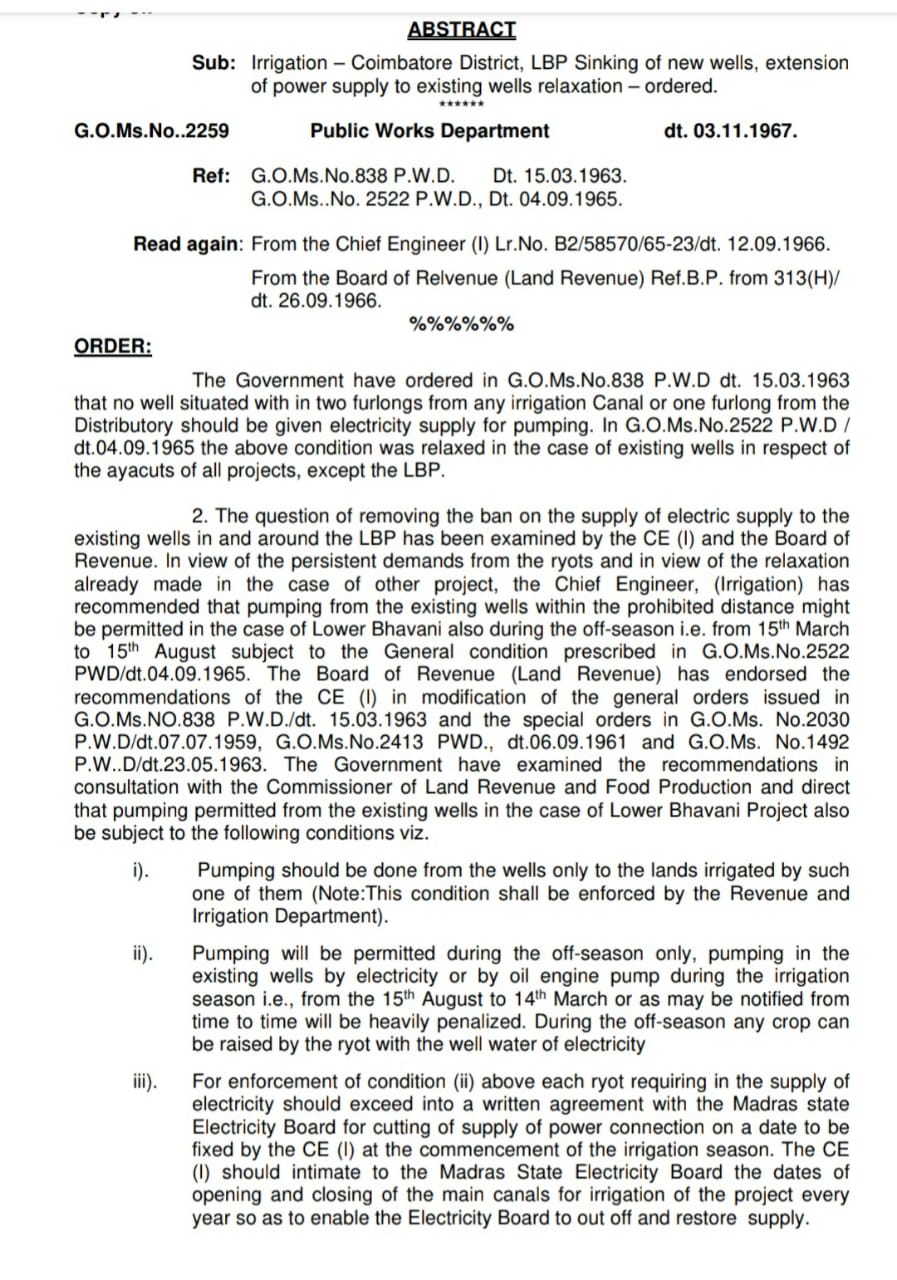 ABSTRACT
Sub: Irrigation – Coimbatore District, LBP Sinking of new wells, extension
of power supply to existing wells relaxation – ordered.
******
G.O.Ms.No..2259 Public Works Department dt. 03.11.1967.
Ref: G.O.Ms.No.838 P.W.D. Dt. 15.03.1963.
G.O.Ms..No. 2522 P.W.D., Dt. 04.09.1965.
Read again: From the Chief Engineer (I) Lr.No. B2/58570/65-23/dt. 12.09.1966.
From the Board of Relvenue (Land Revenue) Ref.B.P. from 313(H)/
dt. 26.09.1966.
%%%%%%
ORDER:
The Government have ordered in G.O.Ms.No.838 P.W.D dt. 15.03.1963
that no well situated with in two furlongs from any irrigation Canal or one furlong from the
Distributory should be given electricity supply for pumping. In G.O.Ms.No.2522 P.W.D /
dt.04.09.1965 the above condition was relaxed in the case of existing wells in respect of
the ayacuts of all projects, except the LBP.
2. The question of removing the ban on the supply of electric supply to the
existing wells in and around the LBP has been examined by the CE (I) and the Board of
Revenue. In view of the persistent demands from the ryots and in view of the relaxation
already made in the case of other project, the Chief Engineer, (Irrigation) has
recommended that pumping from the existing wells within the prohibited distance might
be permitted in the case of Lower Bhavani also during the off-season i.e. from 15th March
to 15th August subject to the General condition prescribed in G.O.Ms.No.2522
PWD/dt.04.09.1965. The Board of Revenue (Land Revenue) has endorsed the
recommendations of the CE (I) in modification of the general orders issued in
G.O.Ms.NO.838 P.W.D./dt. 15.03.1963 and the special orders in G.O.Ms. No.2030
P.W.D/dt.07.07.1959, G.O.Ms.No.2413 PWD., dt.06.09.1961 and G.O.Ms. No.1492
P.W..D/dt.23.05.1963. The Government have examined the recommendations in
consultation with the Commissioner of Land Revenue and Food Production and direct
that pumping permitted from the existing wells in the case of Lower Bhavani Project also
be subject to the following conditions viz.
i). Pumping should be done from the wells only to the lands irrigated by such
one of them (Note:This condition shall be enforced by the Revenue and
Irrigation Department).
ii). Pumping will be permitted during the off-season only, pumping in the
existing wells by electricity or by oil engine pump during the irrigation
season i.e., from the 15th August to 14th March or as may be notified from
time to time will be heavily penalized. During the off-season any crop can
be raised by the ryot with the well water of electricity
iii). For enforcement of condition (ii) above each ryot requiring in the supply of
electricity should exceed into a written agreement with the Madras state
Electricity Board for cutting of supply of power connection on a date to be
fixed by the CE (I) at the commencement of the irrigation season. The CE
(I) should intimate to the Madras State Electricity Board the dates of
opening and closing of the main canals for irrigation of the project every
year so as to enable the Electricity Board to out off and restore supply.